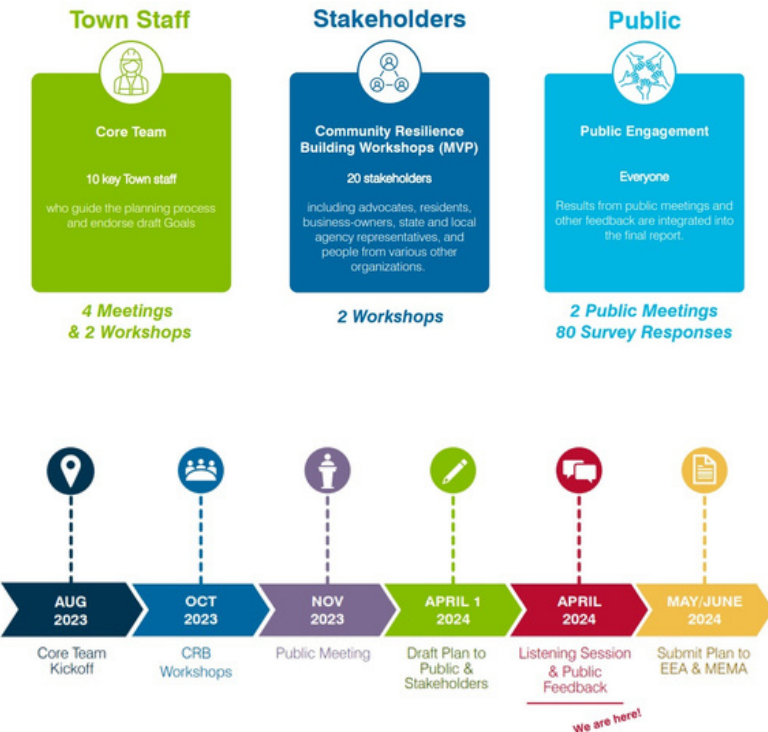 Town Staff
Core Team
10 key Town staff
who guide the planning process
and endorse draft Goals
4 Meetings
& 2 Workshops
Stakeholders
Community Resilience
Building Workshops (MVP)
20 stakeholders
including advocates, residents,
business-owners, state and local
agency representatives, and
people from various other
organizations.
2 Workshops
Public
Public Engagement
Everyone
Results from public meetings and
other feedback are integrated into
the final report.
2 Public Meetings
80 Survey Responses
AUG
2023
Core Team
Kickoff
OCT
2023
CRB
Workshops
NOV
2023
Public Meeting
APRIL 1
2024
Draft Plan to
Public &
Stakeholders
APRIL
2024
Listening Session
& Public
Feedback
We are here!
MAY/JUNE
2024
Submit Plan to
EEA & MEMA